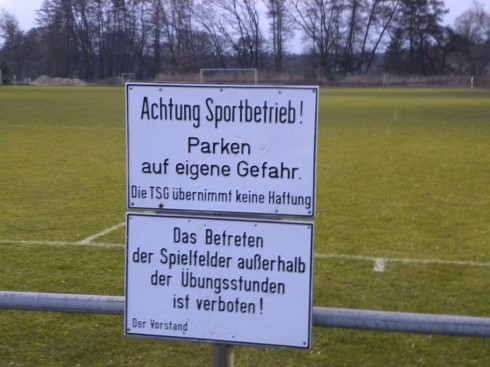 Achtung Sportbetrieb!
Parken
auf eigene Gefahr.
Die TSG übernimmt keine Haftung
Das Betreten
der Spielfelder außerhalb
der Übungsstunden
ist verboten!
Der Vorstand